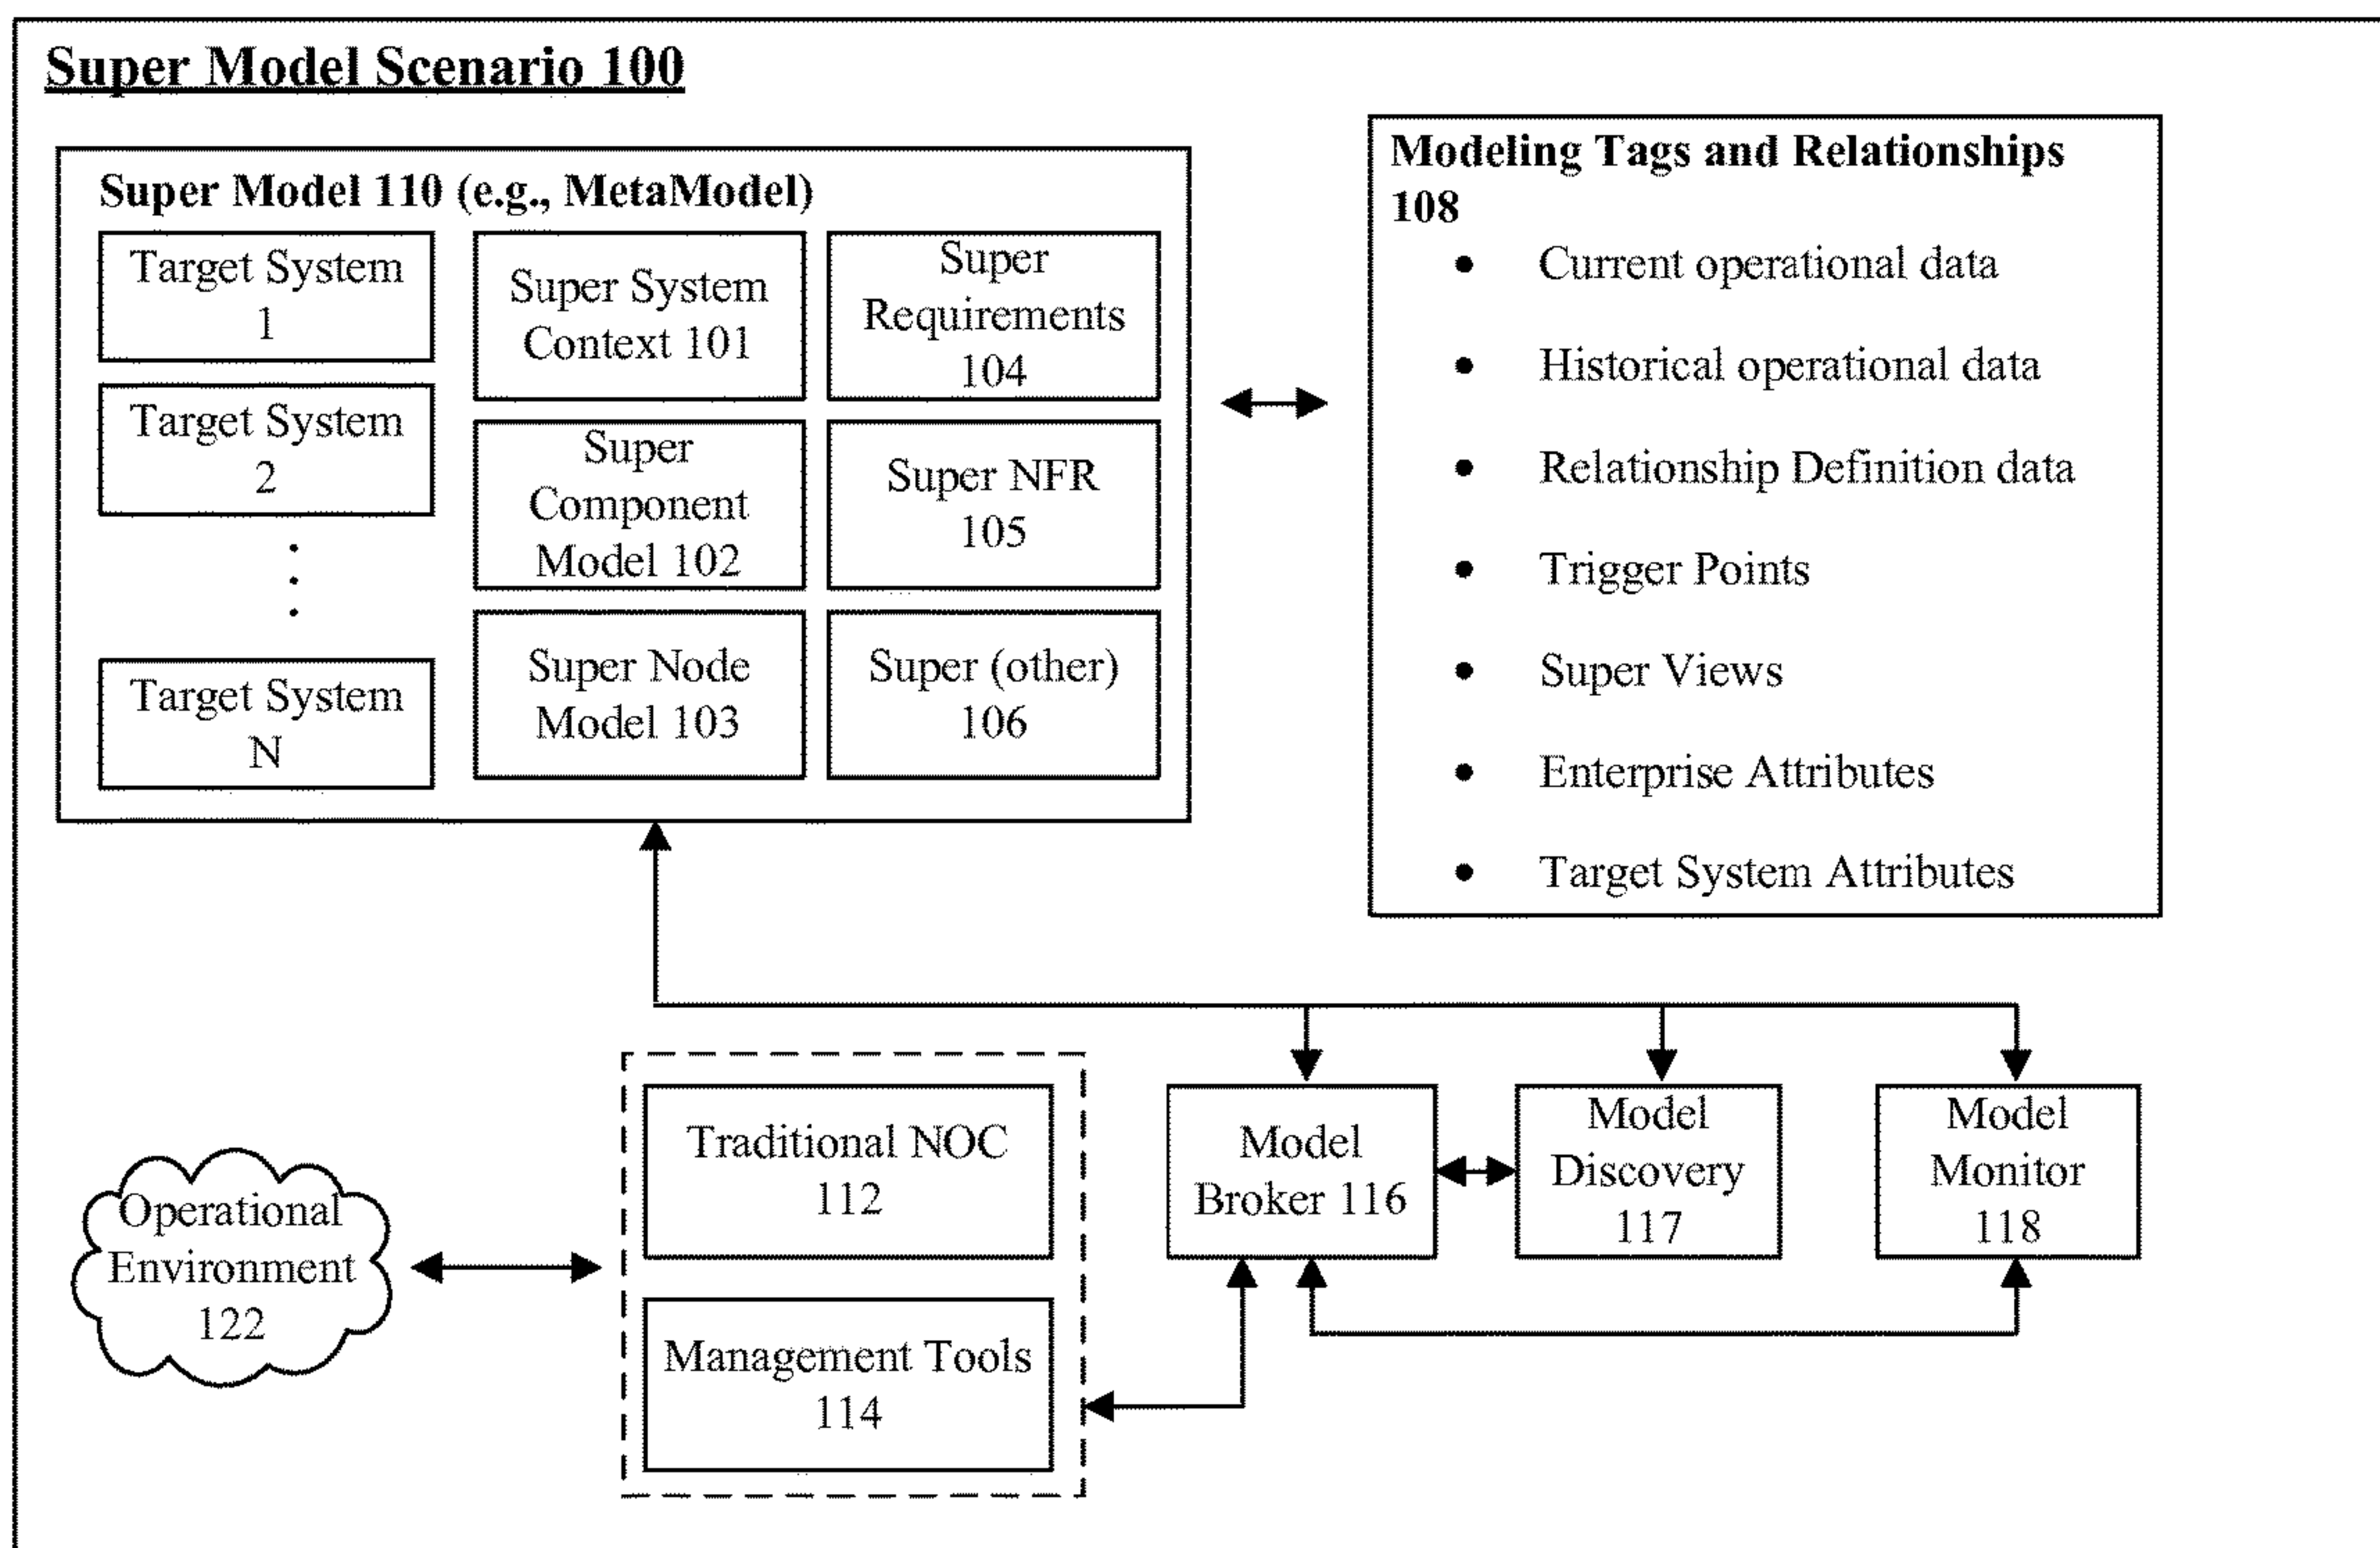 Super Model Scenario 100
Super Model 110 (e.g., MetaModel)
Target System
1
Target System
2
Target System
N
Super System
Context 101
Super
Component
Model 102
Super Node
Model 103
Super
Requirements
104
Super NFR
105
Super (other)
106
Modeling Tags and Relationships
108
• Current operational data
• Historical operational data
• Relationship Definition data
• Trigger Points
• Super Views
• Enterprise Attributes
• Target System Attributes
Operational
Environment
122
Traditional NOC
112
Management Tools
114
Model
Broker 116
Model
Discovery
117
Model
Monitor
118